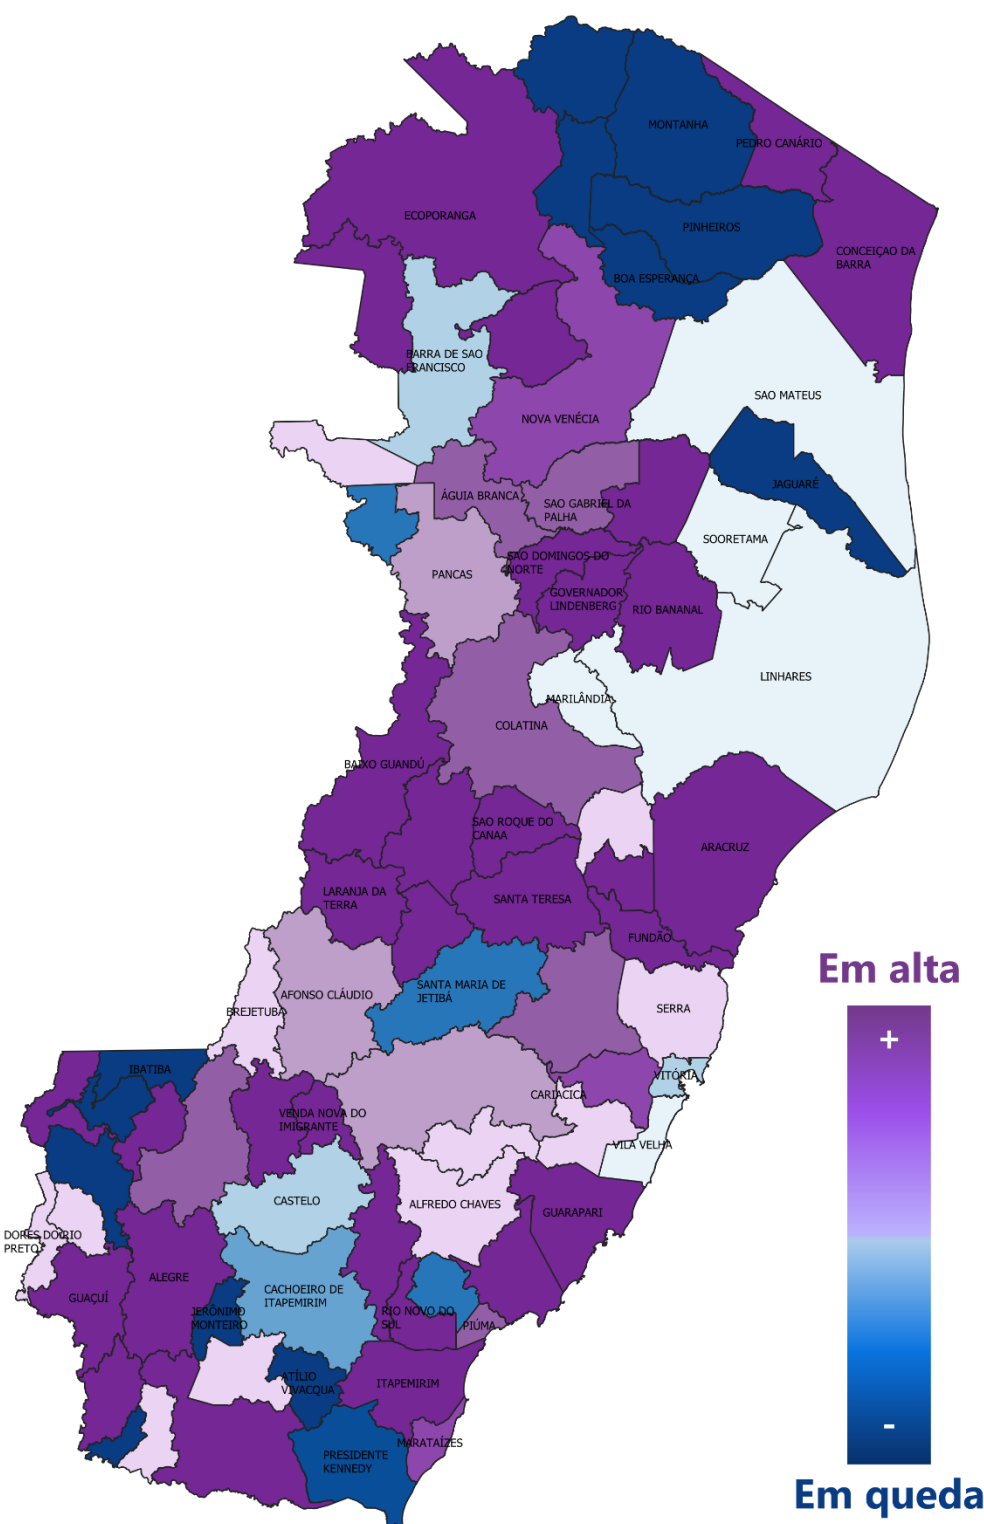 MONTANHA
PEDRO CANÁRIO
ECOPORANGA
PINHEIROS
CONCEIÇAO DA
BARRA
BOA ESPERANÇA
BARRA DE SAO
FRANCISCO
SAO MATEUS
NOVA VENÉCIA
JAGUARÉ
ÁGUIA BRANCA
SAO GABRIEL DA
PALHA
SOORETAMA
SAO DOMINGOS DO
NORTE
PANCAS
GOVERNADOR
LINDENBERG
RIO BANANAL
LINHARES
MARILÂNDIA
COLATINA
BAIXO GUANDÚ
SAO ROQUE DO
CANAA
ARACRUZ
LARANJA DA
TERRA
SANTA TERESA
FUNDÃO
Em alta
SANTA MARIA DE
JETIBÁ
AFONSO CLÁUDIO
BREJETUBA
SERRA
+
IBATIBA
VITÓRIA
CARIACICA
VENDA NOVA DO
IMIGRANTE
VILA VELHA
CASTELO
ALFREDO CHAVES
GUARAPARI
DORES DO RIO
PRETO
ALEGRE
GUAÇUÍ
CACHOEIRO DE
ITAPEMIRIM
JERÔNIMO
MONTEIRO
RIO NOVO DO
SUL
PIÚMA
ATÍLIO
VIVACQUA
ITAPEMIRIM
-
MARATAÍZES
PRESIDENTE
KENNEDY
Em queda